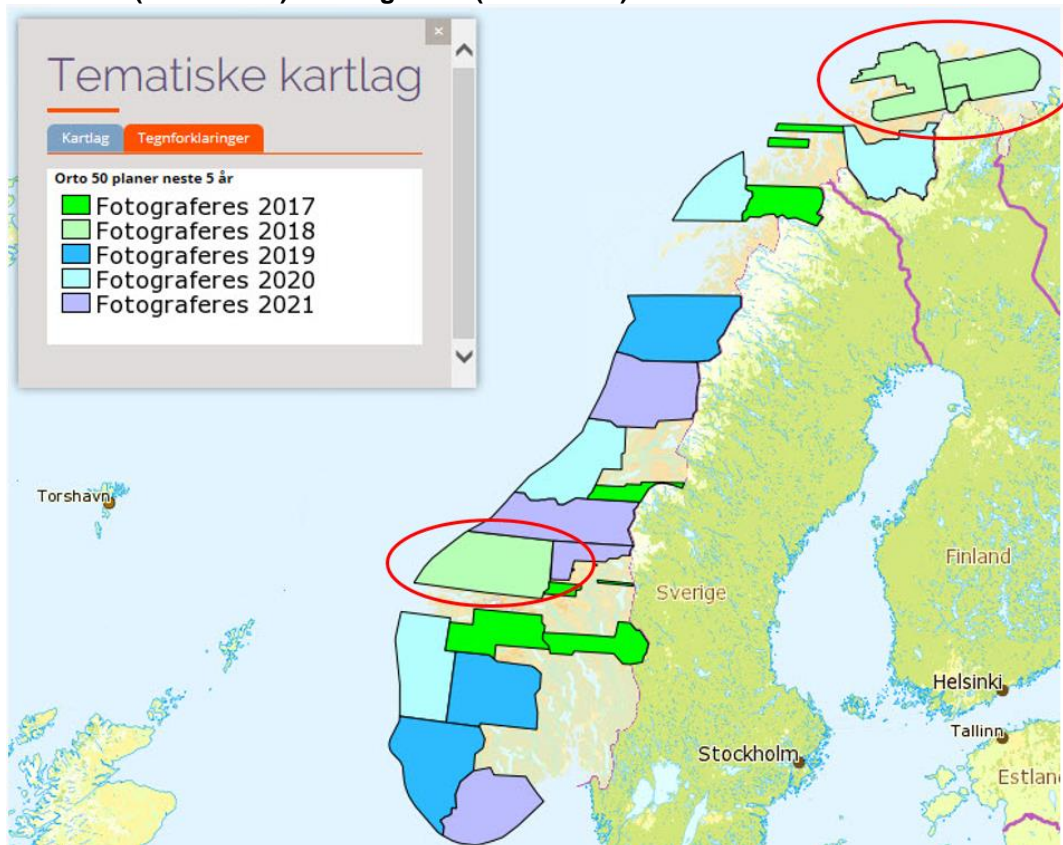 ×
Tematiske kartlag
Kartlag
Tegnforklaringer
Orto 50 planer neste 5 år
Fotograferes 2017
Fotograferes 2018
Fotograferes 2019
Fotograferes 2020
Fotograferes 2021
Torshavn
Finland
Sverige
Helsinki
Tallinn
Stockholm
Estlan